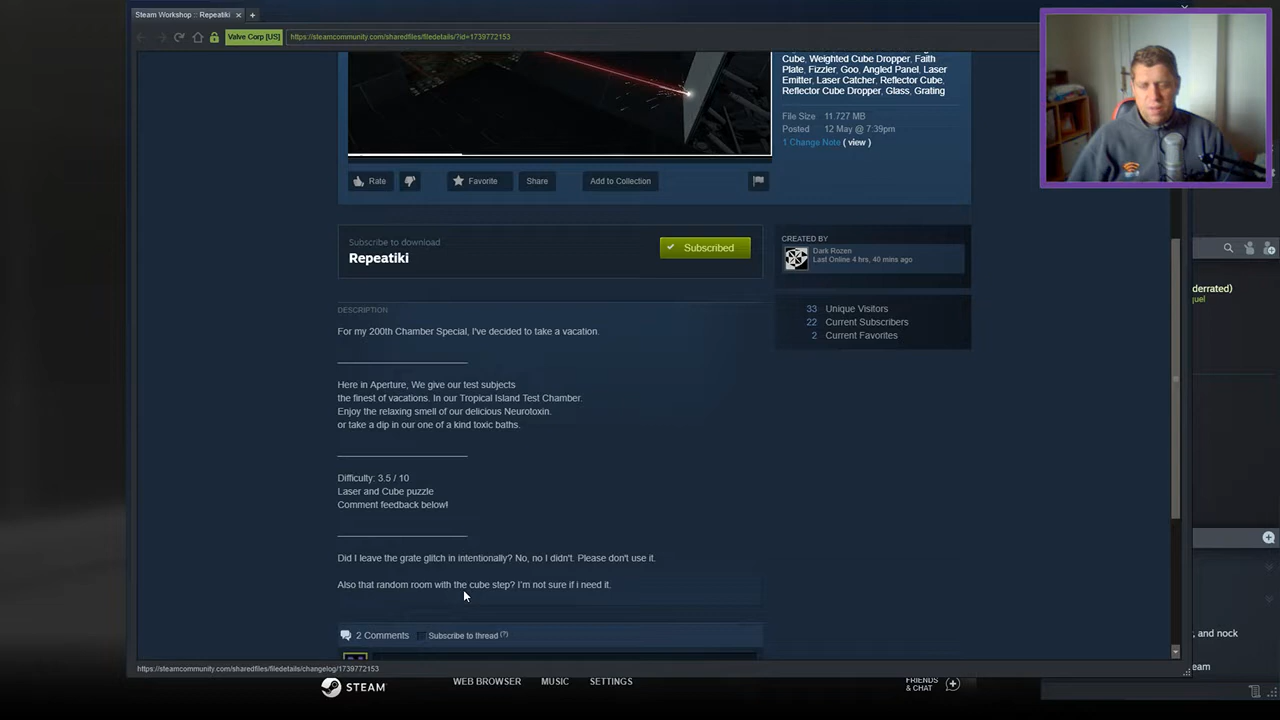 Steam Workshop :: Repeatiki
Valve Corp [US]
https://steamcommunity.com/sharedfiles/filedetails/?id=1739772153
Cube, Weighted Cube Dropper, Faith
Plate, Fizzler, Goo, Angled Panel, Laser
Emitter, Laser Catcher, Reflector Cube,
Reflector Cube Dropper, Glass, Grating
File Size 11.727 MB
Posted 12 May @ 7:39pm
1 Change Note ( view )
Rate
Favorite
Share
Add to Collection
Subscribe to download
Repeatiki
Subscribed
CREATED BY
Dark Rozen
Last Online 4 hrs, 40 mins ago
33 Unique Visitors
22 Current Subscribers
2 Current Favorites
DESCRIPTION
For my 200th Chamber Special, I've decided to take a vacation.
Here in Aperture, We give our test subjects
the finest of vacations. In our Tropical Island Test Chamber.
Enjoy the relaxing smell of our delicious Neurotoxin.
or take a dip in our one of a kind toxic baths.
Difficulty: 3.5 / 10
Laser and Cube puzzle
Comment feedback below!
Did I leave the grate glitch in intentionally? No, no I didn't. Please don't use it.
Also that random room with the cube step? I'm not sure if i need it.
2 Comments
Subscribe to thread (?)
https://steamcommunity.com/sharedfiles/filedetails/changelog/1739772153
STEAM
WEB BROWSER
MUSIC
SETTINGS
FRIENDS
& CHAT
derrated)
quel
, and nock
eam